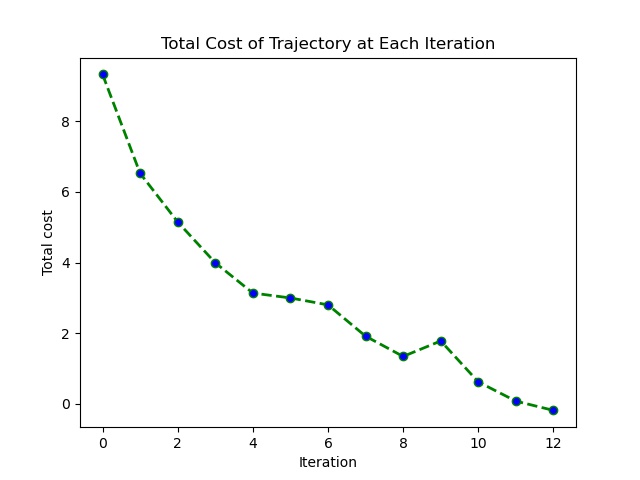 Total Cost of Trajectory at Each Iteration
8
6
4
2
0
Total cost
0 2 4 6 8 10 12
Iteration